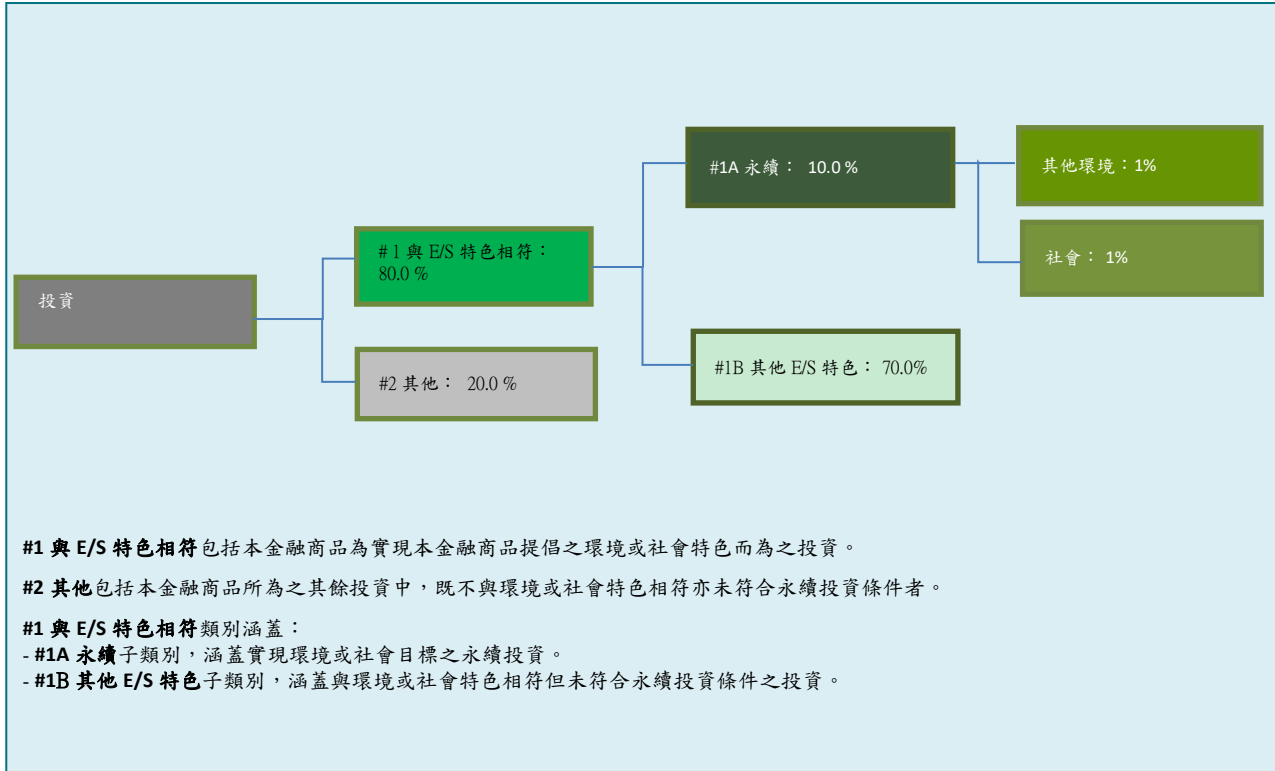 #1A 永續： 10.0 %
其他環境：1%
# 1 與 E/S 特色相符：
80.0 %
社會： 1%
投資
#2 其他： 20.0 %
#1B 其他 E/S 特色： 70.0%
#1 與 E/S 特色相符包括本金融商品為實現本金融商品提倡之環境或社會特色而為之投資。
#2 其他包括本金融商品所為之其餘投資中，既不與環境或社會特色相符亦未符合永續投資條件者。
#1 與 E/S 特色相符類別涵蓋：
- #1A 永續子類別，涵蓋實現環境或社會目標之永續投資。
- #1B 其他 E/S 特色子類別，涵蓋與環境或社會特色相符但未符合永續投資條件之投資。